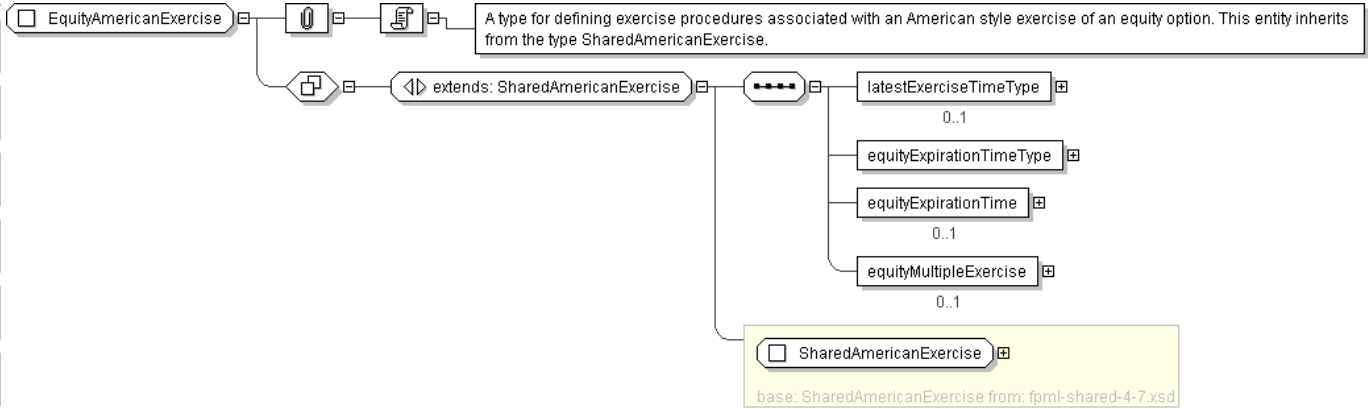 EquityAmericanExercise
A type for defining exercise procedures associated with an American style exercise of an equity option. This entity inherits
from the type SharedAmericanExercise.
extends: SharedAmericanExercise
latestExerciseTimeType
0..1
equityExpirationTimeType
equityExpirationTime
0..1
equityMultipleExercise
0..1
SharedAmericanExercise
base: SharedAmericanExercise from: fpml-shared-4-7.xsd